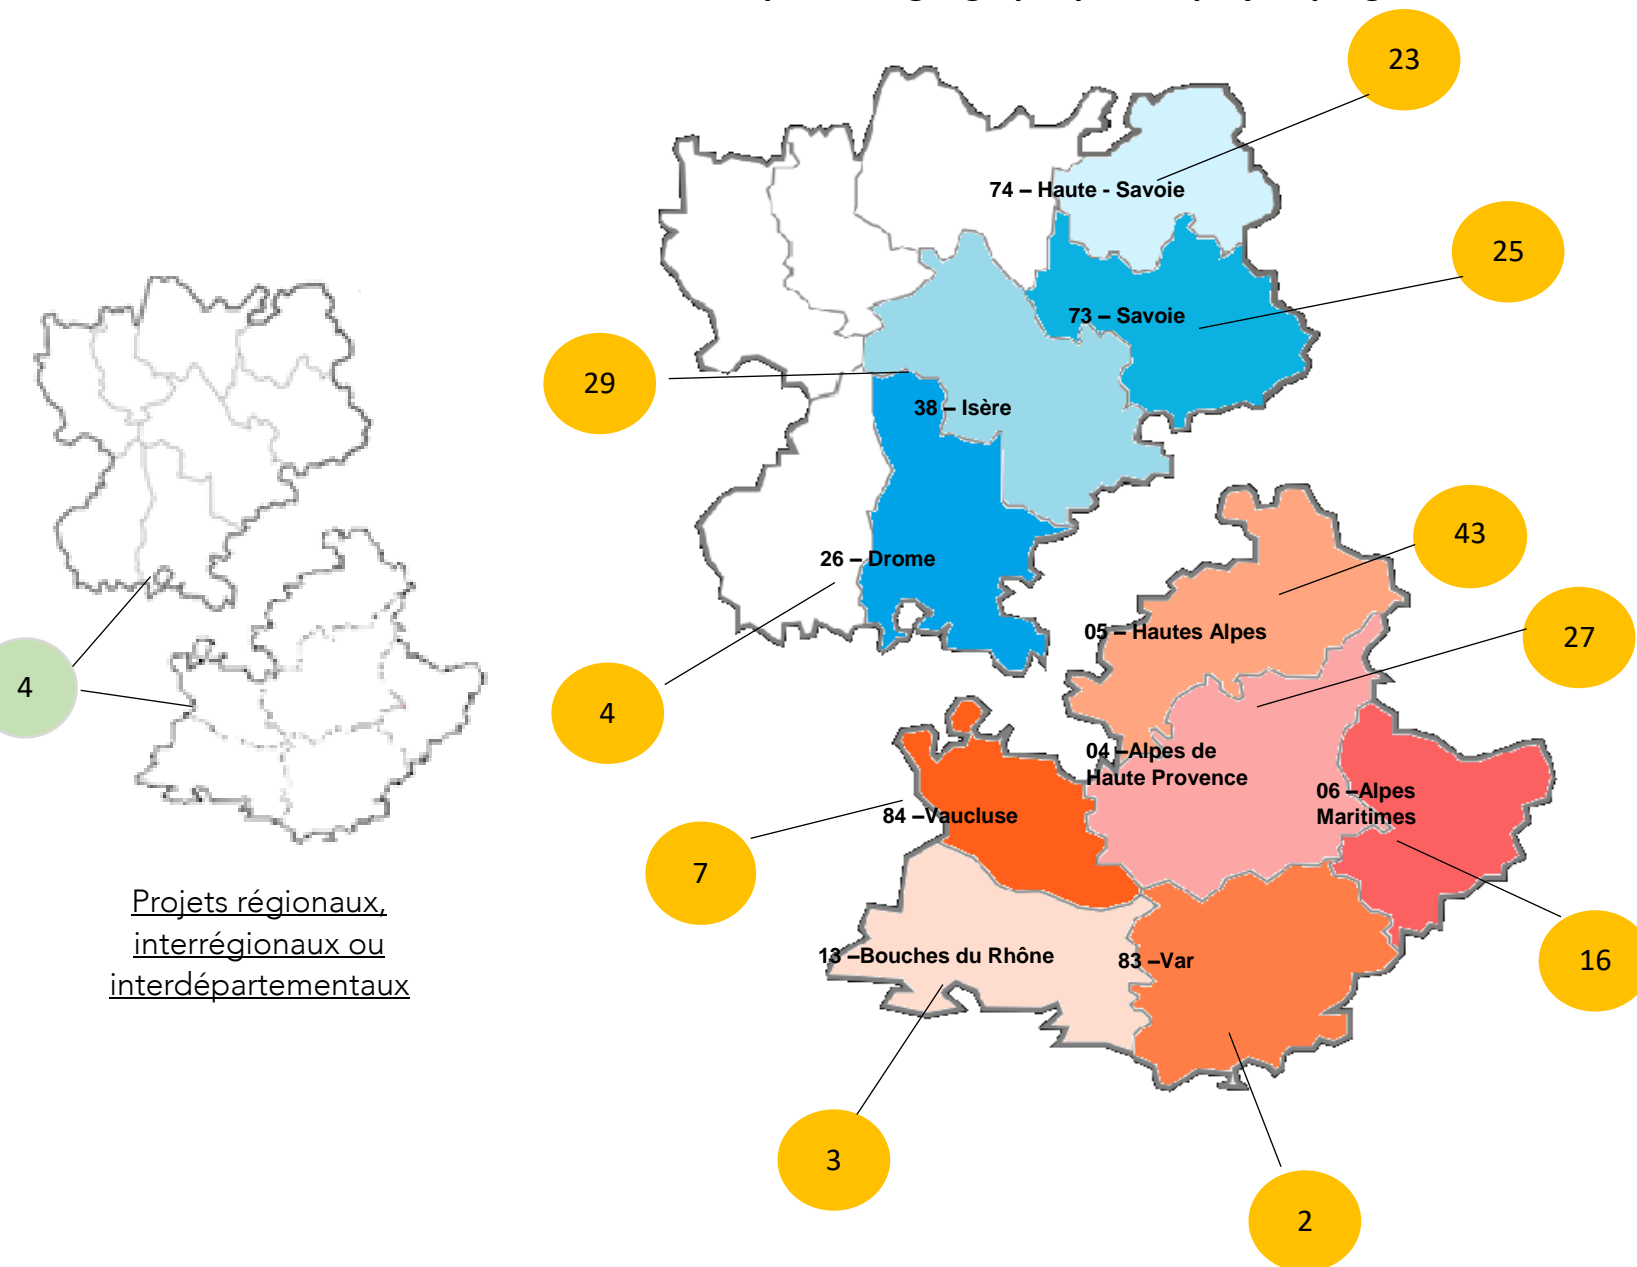 23
74 – Haute - Savoie
25
73 – Savoie
29
38 – Isère
43
26 – Drome
05 – Hautes Alpes
27
4
4
04 –Alpes de
Haute Provence
06 –Alpes
Maritimes
84 –Vaucluse
7
Projets régionaux,
interrégionaux ou
interdépartementaux
13 –Bouches du Rhône
83 –Var
16
3
2